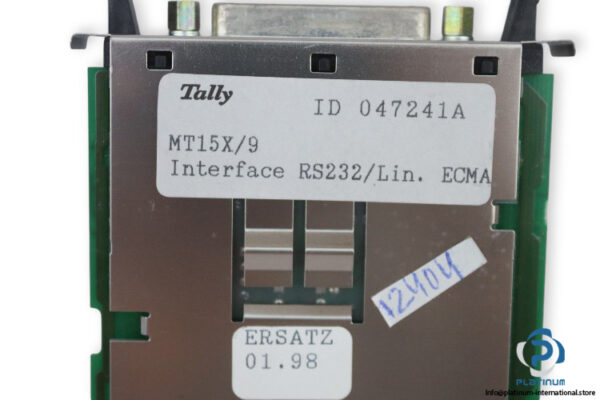 Tally ID 047241A
MT15X/9
Interface RS232/Lin. ECMA
12404
ERSATZ
01.98
PLATINUM
info@platinum-international.store